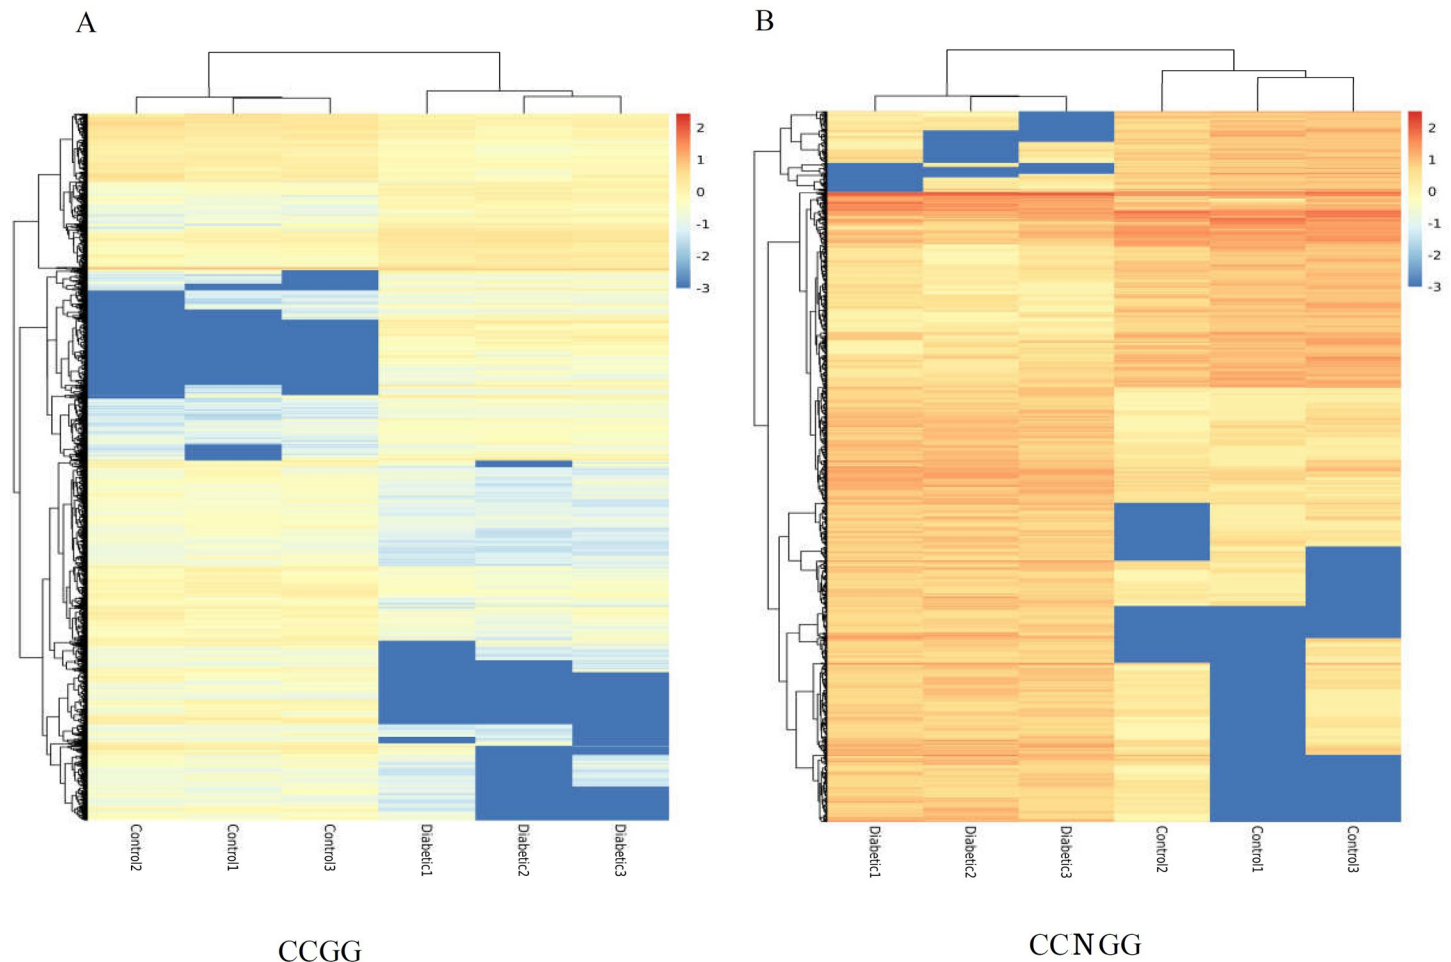 A
B
2
1
0
-1
-2
-3
2
1
0
-1
-2
-3
Control2
Control1
Control3
Diabetic1
Diabetic2
Diabetic3
Diabetic1
Diabetic2
Diabetic3
Control2
Control1
Control3
CCGG
CCNGG